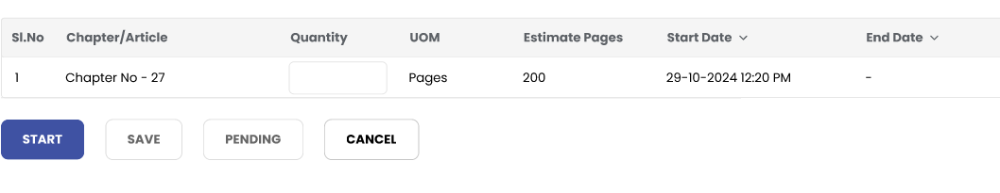 Sl.No Chapter/Article Quantity UOM Estimate Pages Start Date End Date
1 Chapter No - 27 Pages 200 29-10-2024 12:20 PM -
START SAVE PENDING CANCEL